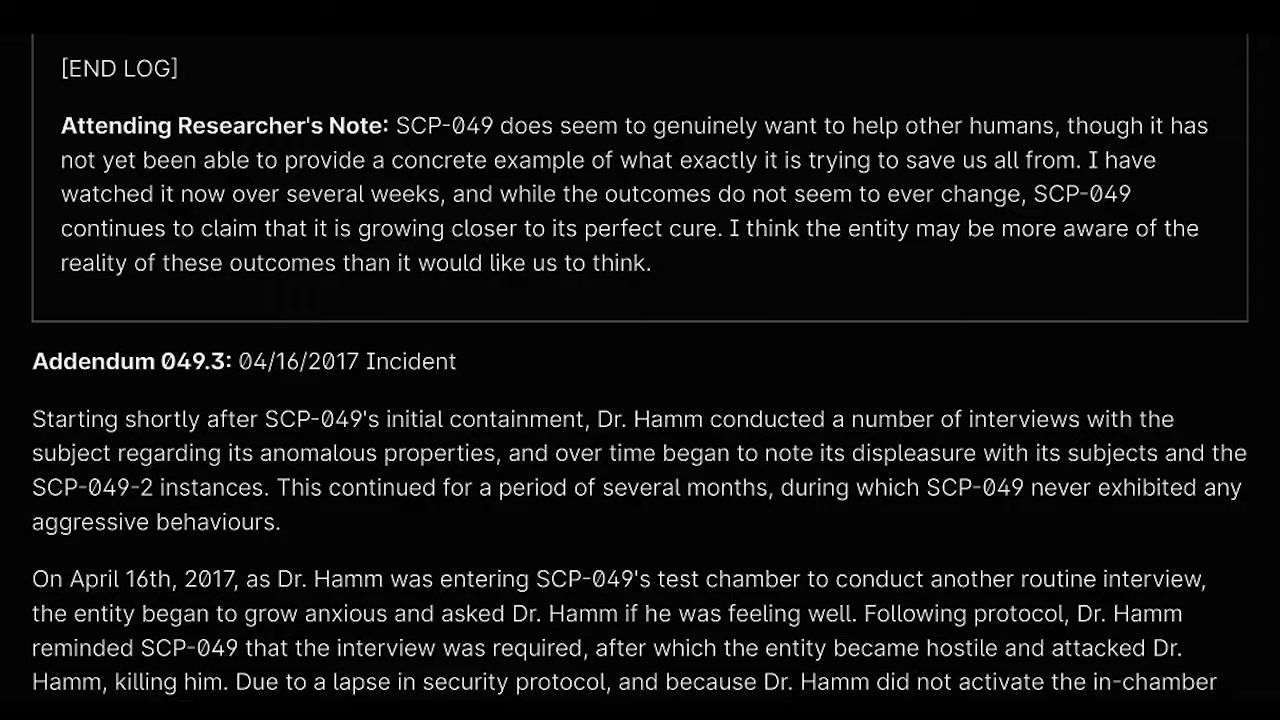 [END LOG]
Attending Researcher's Note: SCP-049 does seem to genuinely want to help other humans, though it has
not yet been able to provide a concrete example of what exactly it is trying to save us all from. I have
watched it now over several weeks, and while the outcomes do not seem to ever change, SCP-049
continues to claim that it is growing closer to its perfect cure. I think the entity may be more aware of the
reality of these outcomes than it would like us to think.
Addendum 049.3: 04/16/2017 Incident
Starting shortly after SCP-049's initial containment, Dr. Hamm conducted a number of interviews with the
subject regarding its anomalous properties, and over time began to note its displeasure with its subjects and the
SCP-049-2 instances. This continued for a period of several months, during which SCP-049 never exhibited any
aggressive behaviours.
On April 16th, 2017, as Dr. Hamm was entering SCP-049's test chamber to conduct another routine interview,
the entity began to grow anxious and asked Dr. Hamm if he was feeling well. Following protocol, Dr. Hamm
reminded SCP-049 that the interview was required, after which the entity became hostile and attacked Dr.
Hamm, killing him. Due to a lapse in security protocol, and because Dr. Hamm did not activate the in-chamber